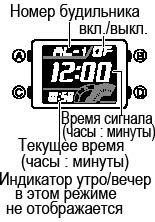 Номер будильника
вкл./выкл.
AL-1/OF
A
B
12:00
C
D
Время сигнала
(часы : минуты)
Текущее время
(часы : минуты)
Индикатор утро/вечер
в этом режиме
не отображается